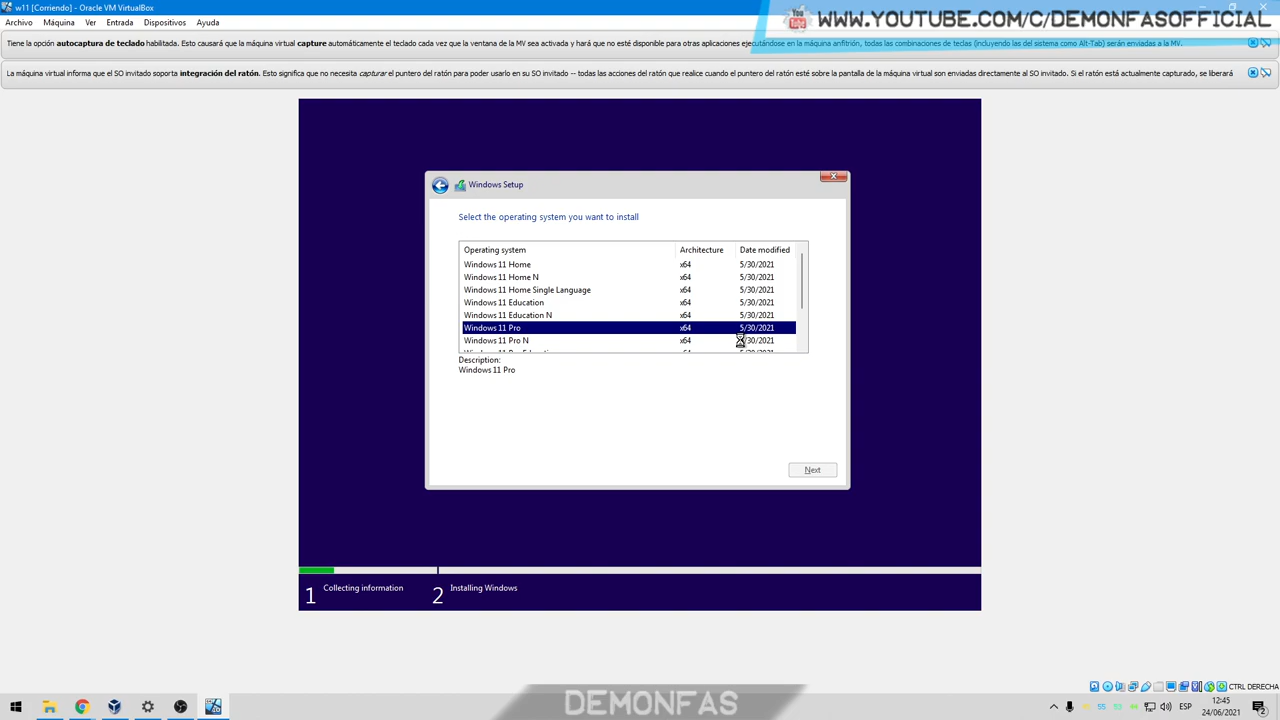 w11 [Corriendo] - Oracle VM VirtualBox
WWW.YOUTUBE.COM/C/DEMONFASOFFICIAL
You
Archivo Máquina Ver Entrada Dispositivos Ayuda
Tiene la opción autocaptura de teclado habilitada. Esto causará que la máquina virtual capture automáticamente el teclado cada vez que la ventana de la MV sea activada y hará que no esté disponible para otras aplicaciones ejecutándose en la máquina anfitrión, todas las combinaciones de teclas (incluyendo las del sistema como Alt-Tab) serán enviadas a la MV.
La máquina virtual informa que el SO invitado soporta integración del ratón. Esto significa que no necesita capturar el puntero del ratón para poder usarlo en su SO invitado -- todas las acciones del ratón que realice cuando el puntero del ratón esté sobre la pantalla de la máquina virtual son enviadas directamente al SO invitado. Si el ratón está actualmente capturado, se liberará
Windows Setup
Select the operating system you want to install
Operating system Architecture Date modified
Windows 11 Home x64 5/30/2021
Windows 11 Home N x64 5/30/2021
Windows 11 Home Single Language x64 5/30/2021
Windows 11 Education x64 5/30/2021
Windows 11 Education N x64 5/30/2021
Windows 11 Pro x64 5/30/2021
Windows 11 Pro N x64 /30/2021
Description:
Windows 11 Pro
Next
1 Collecting information 2 Installing Windows
CTRL DERECHA
DEMONFAS
55 ESP 12:45
24/06/2021 2